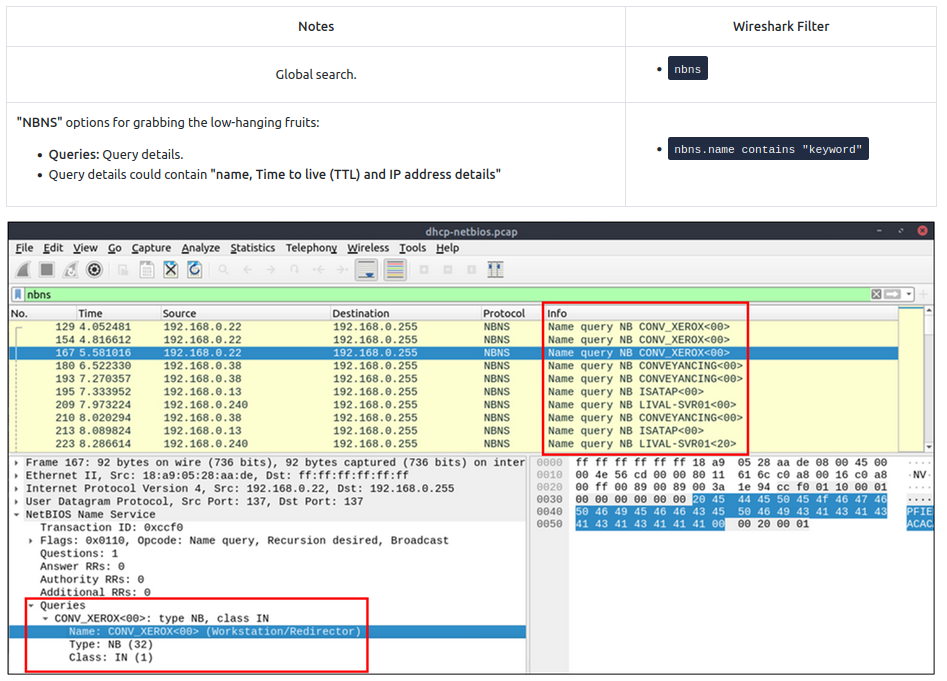 Notes Wireshark Filter
Global search.
nbns
"NBNS" options for grabbing the low-hanging fruits:
Queries: Query details.
Query details could contain "name, Time to live (TTL) and IP address details"
nbns.name contains "keyword"
dhcp-netbios.pcap
File Edit View Go Capture Analyze Statistics Telephony Wireless Tools Help
nbns
No. Time Source Destination Protocol Info
129 4.052481 192.168.0.22 192.168.0.255 NBNS Name query NB CONV_XEROX<00>
154 4.816612 192.168.0.22 192.168.0.255 NBNS Name query NB CONV_XEROX<00>
167 5.581016 192.168.0.22 192.168.0.255 NBNS Name query NB CONV_XEROX<00>
180 6.522330 192.168.0.38 192.168.0.255 NBNS Name query NB CONVEYANCING<00>
193 7.270357 192.168.0.38 192.168.0.255 NBNS Name query NB CONVEYANCING<00>
195 7.333952 192.168.0.13 192.168.0.255 NBNS Name query NB ISATAP<00>
209 7.973224 192.168.0.240 192.168.0.255 NBNS Name query NB LIVAL-SVR01<00>
210 8.020294 192.168.0.38 192.168.0.255 NBNS Name query NB CONVEYANCING<00>
213 8.089824 192.168.0.13 192.168.0.255 NBNS Name query NB ISATAP<00>
223 8.286614 192.168.0.240 192.168.0.255 NBNS Name query NB LIVAL-SVR01<20>
Frame 167: 92 bytes on wire (736 bits), 92 bytes captured (736 bits) on inter
Ethernet II, Src: 18:a9:05:28:aa:de, Dst: ff:ff:ff:ff:ff:ff
Internet Protocol Version 4, Src: 192.168.0.22, Dst: 192.168.0.255
User Datagram Protocol, Src Port: 137, Dst Port: 137
NetBIOS Name Service
Transaction ID: 0xccf0
Flags: 0x0110, Opcode: Name query, Recursion desired, Broadcast
Questions: 1
Answer RRs: 0
Authority RRs: 0
Additional RRs: 0
Queries
CONV_XEROX<00>: type NB, class IN
Name: CONV_XEROX<00> (Workstation/Redirector)
Type: NB (32)
Class: IN (1)
0000 ff ff ff ff ff ff 18 a9 05 28 aa de 08 00 45 00 ····
0010 00 4e 56 cd 00 00 80 11 61 6c c0 a8 00 16 c0 a8 ·NV·
0020 00 ff 00 89 00 89 00 3a 1e 94 cc f0 01 10 00 01 ····
0030 00 00 00 00 00 00 20 45 44 45 50 45 4f 46 47 46 ····
0040 50 46 49 45 46 46 43 45 50 46 49 43 41 43 41 43 PFIE
0050 41 43 41 43 41 41 41 00 00 20 00 01 ACAC